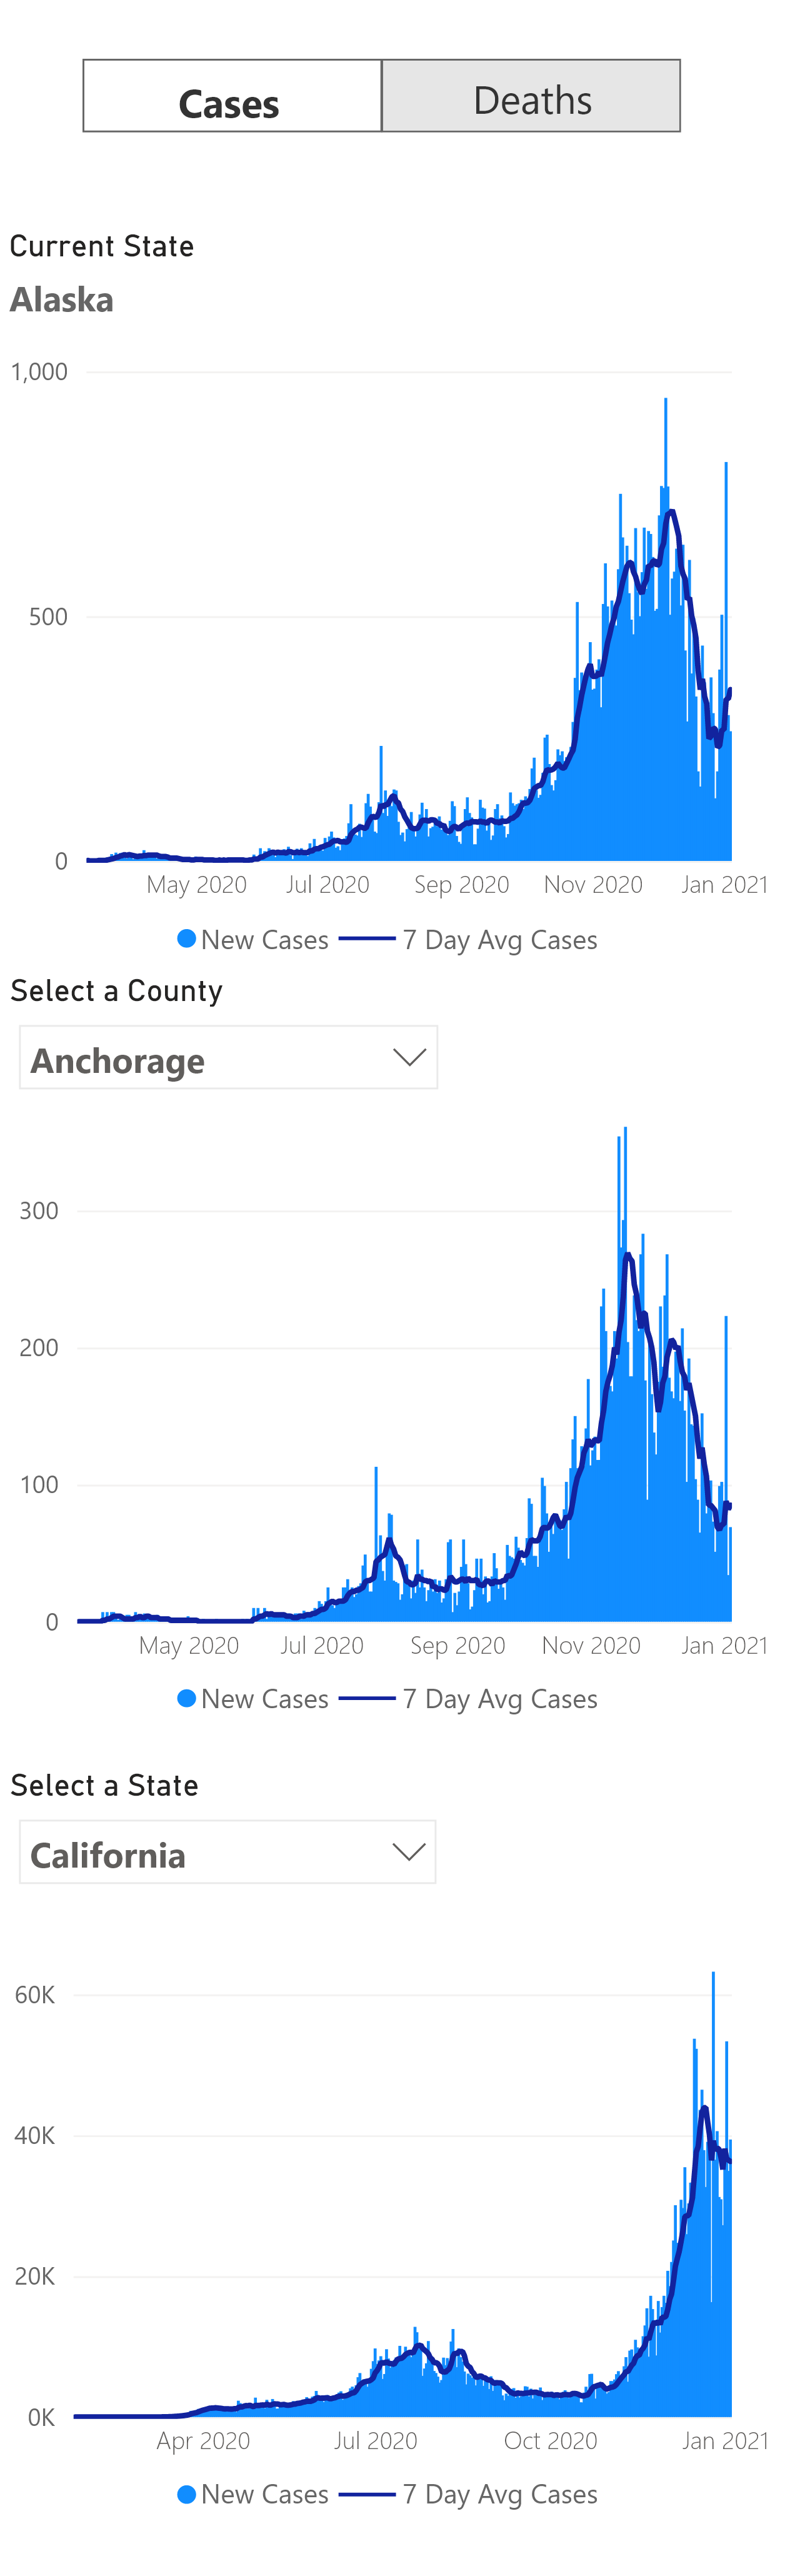 Cases Deaths
Current State
Alaska
1,000
500
0
May 2020 Jul 2020 Sep 2020 Nov 2020 Jan 2021
New Cases 7 Day Avg Cases
Select a County
Anchorage
300
200
100
0
May 2020 Jul 2020 Sep 2020 Nov 2020 Jan 2021
New Cases 7 Day Avg Cases
Select a State
California
60K
40K
20K
0K
Apr 2020 Jul 2020 Oct 2020 Jan 2021
New Cases 7 Day Avg Cases